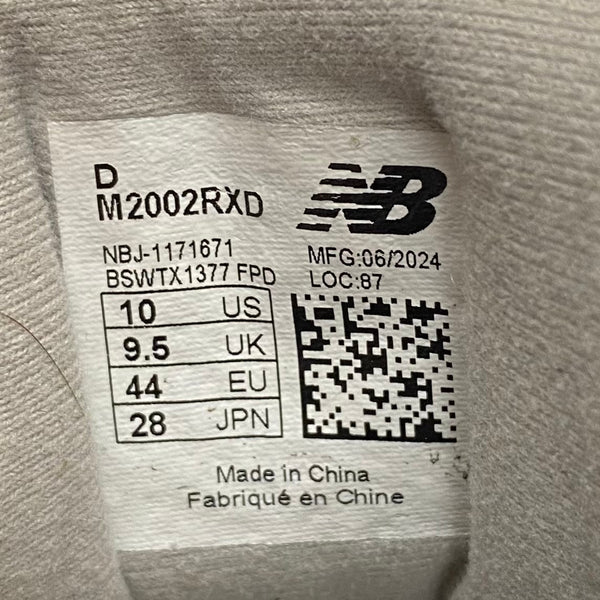 D
M2002RXD
NB
NBJ-1171671
BSWTX1377 FPD
MFG:06/2024
LOC:87
10 US
9.5 UK
44 EU
28 JPN
Made in China
Fabriqué en Chine